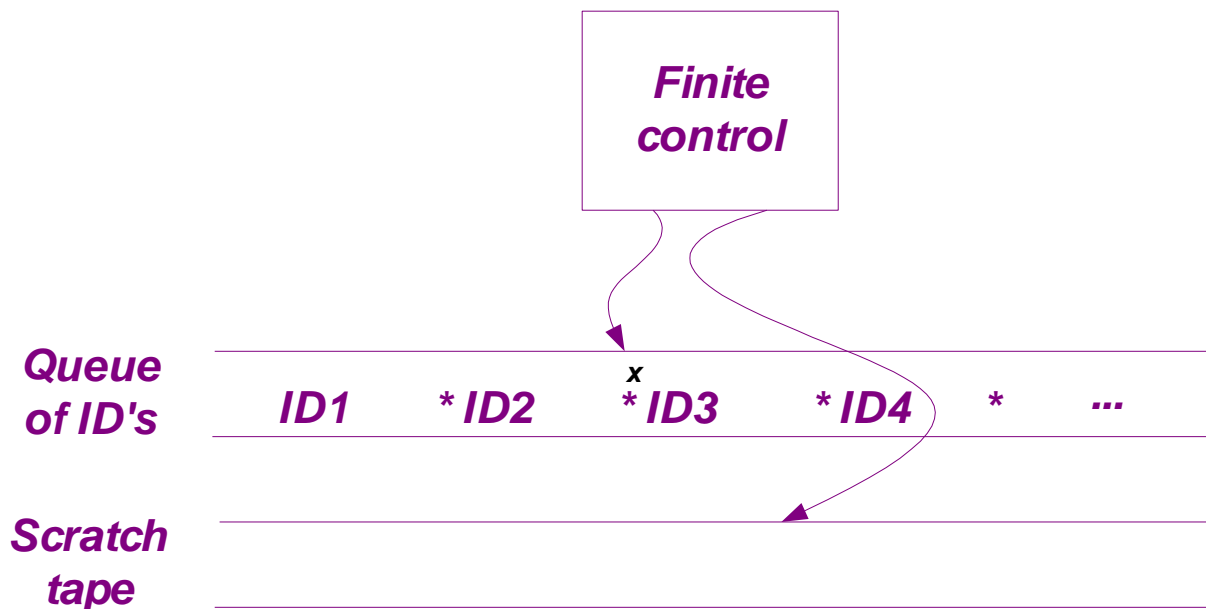 Finite
control
Queue
of ID's
x
ID1 * ID2 * ID3 * ID4 * ...
Scratch
tape